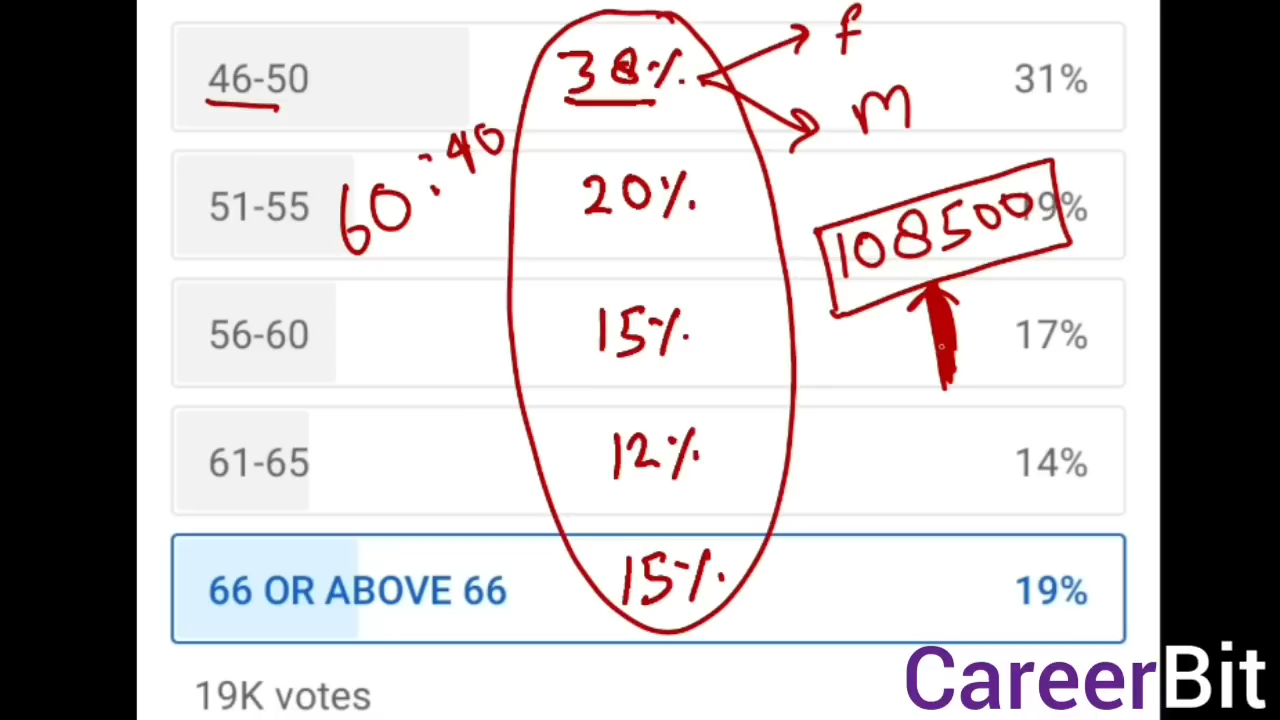 46-50 38% f 31%
m
60:40
51-55 20% 19%
108500
56-60 15% 17%
61-65 12% 14%
66 OR ABOVE 66 15% 19%
19K votes
CareerBit